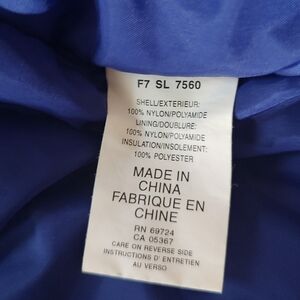 F7 SL 7560
SHELL/EXTERIEUR:
100% NYLON/POLYAMIDE
LINING/DOUBLURE:
100% NYLON/POLYAMIDE
INSULATION/INSOLEMENT:
100% POLYESTER
MADE IN
CHINA
FABRIQUE EN
CHINE
RN 69724
CA 05367
CARE ON REVERSE SIDE
INSTRUCTIONS D' ENTRETIEN
AU VERSO